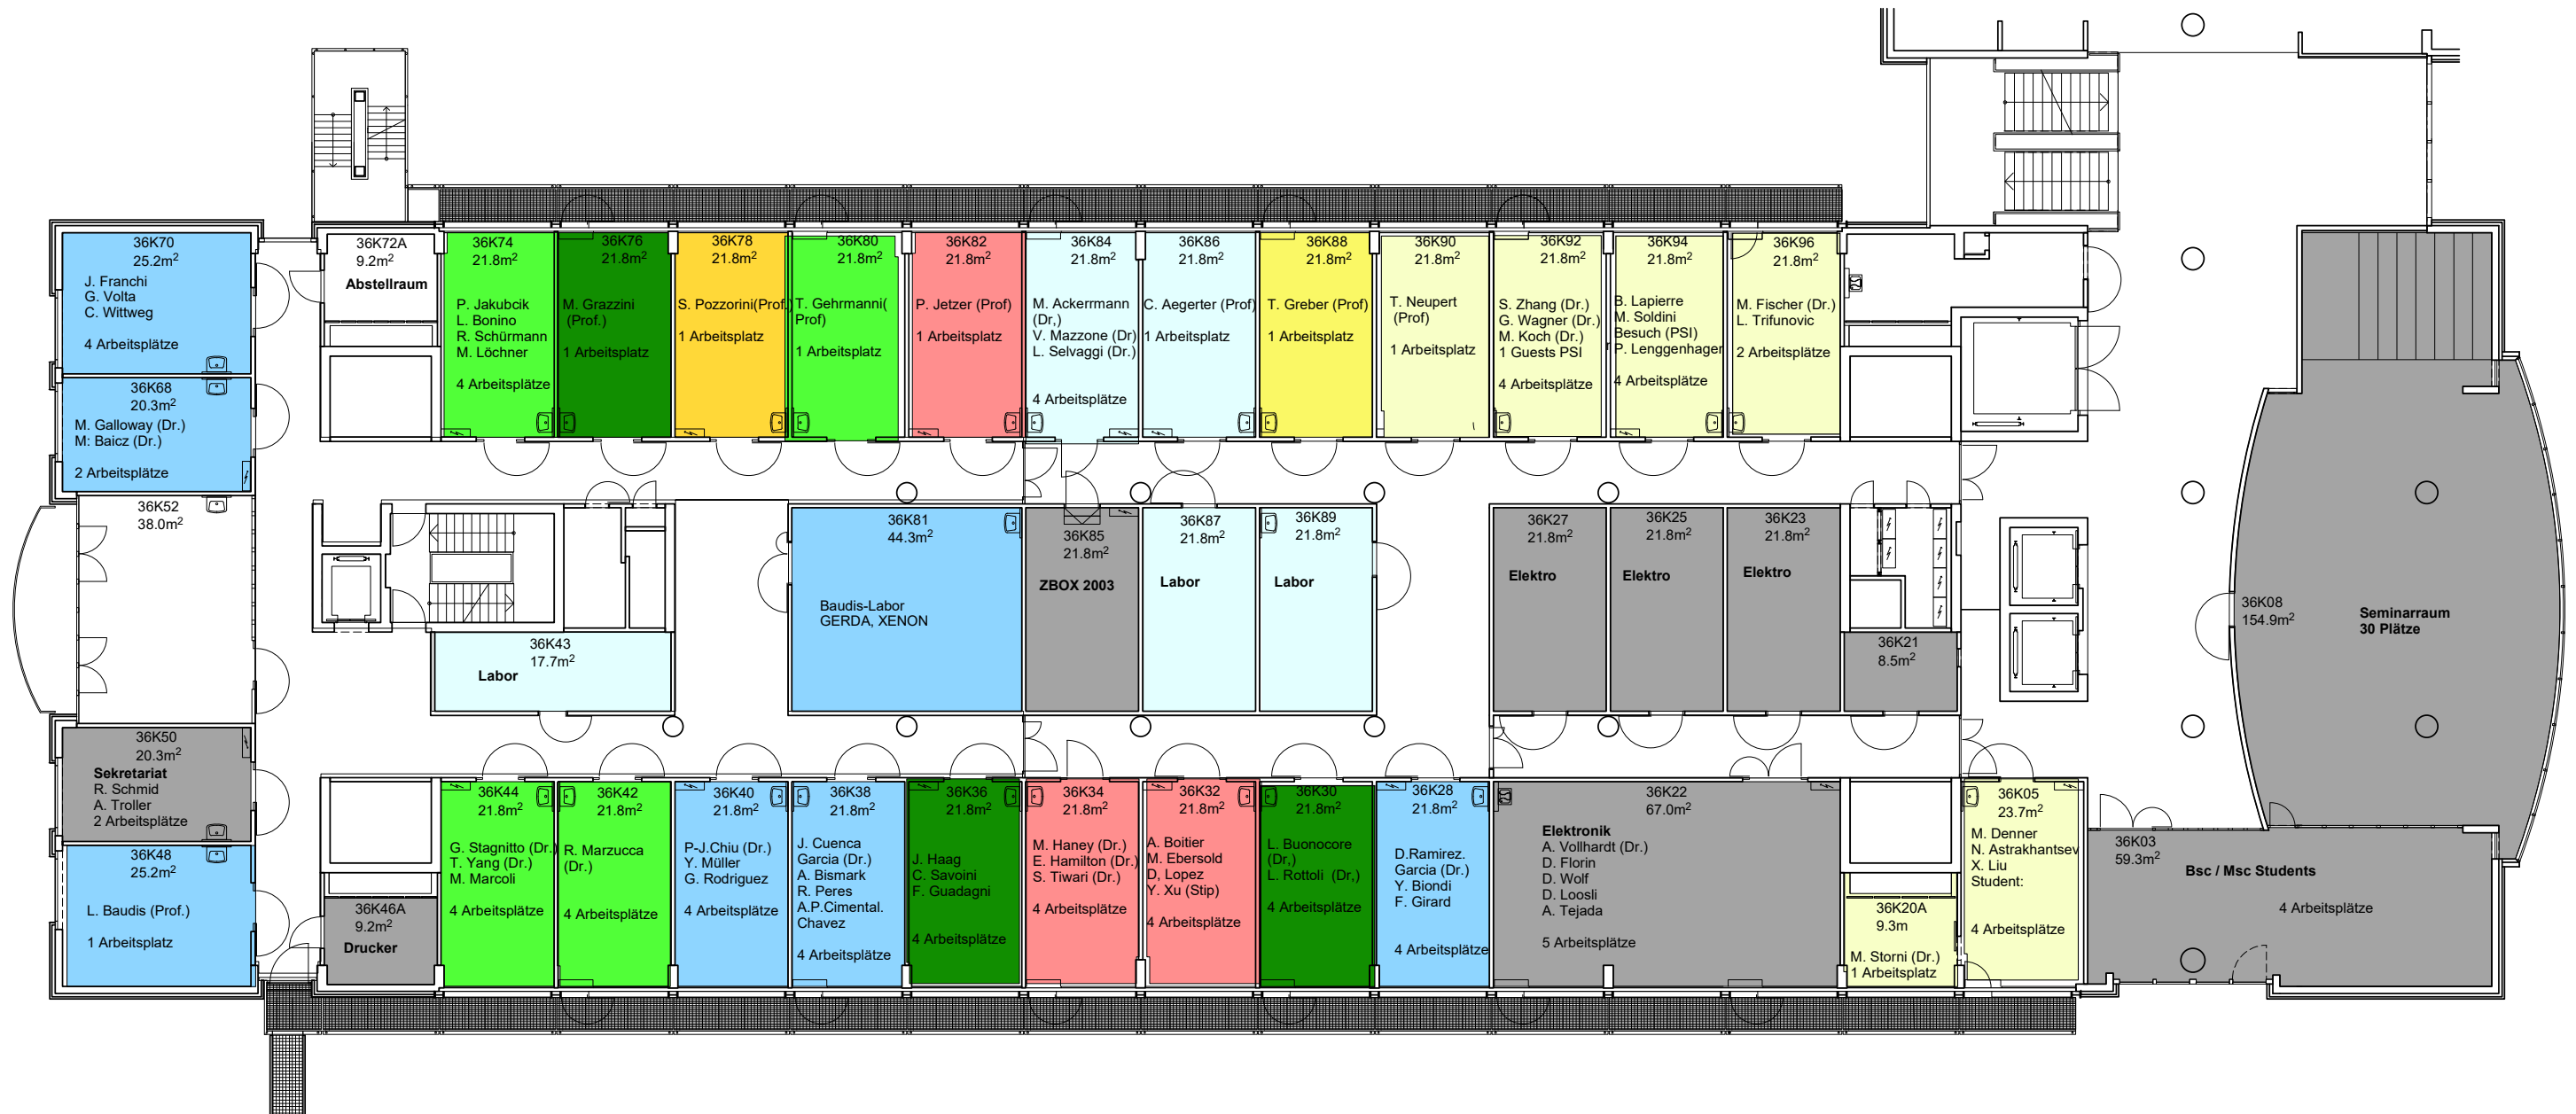 36K70
25.2m²
J. Franchi
G. Volta
C. Wittweg
4 Arbeitsplätze
36K72A
9.2m²
Abstellraum
36K74
21.8m²
P. Jakubcik
L. Bonino
R. Schürmann
M. Löchner
4 Arbeitsplätze
36K76
21.8m²
M. Grazzini
(Prof.)
1 Arbeitsplatz
36K78
21.8m²
S. Pozzorini(Prof.)
1 Arbeitsplatz
36K80
21.8m²
T. Gehrmanni(
Prof)
1 Arbeitsplatz
36K82
21.8m²
P. Jetzer (Prof)
1 Arbeitsplatz
36K84
21.8m²
M. Ackerrmann
(Dr,)
V. Mazzone (Dr)
L. Selvaggi (Dr.)
4 Arbeitsplätze
36K86
21.8m²
C. Aegerter (Prof)
1 Arbeitsplatz
36K88
21.8m²
T. Greber (Prof)
1 Arbeitsplatz
36K90
21.8m²
T. Neupert
(Prof)
1 Arbeitsplatz
36K92
21.8m²
S. Zhang (Dr.)
G. Wagner (Dr.)
M. Koch (Dr.)
1 Guests PSI
4 Arbeitsplätze
36K94
21.8m²
B. Lapierre
M. Soldini
Besuch (PSI)
P. Lenggenhager
4 Arbeitsplätze
36K96
21.8m²
M. Fischer (Dr.)
L. Trifunovic
2 Arbeitsplätze
36K68
20.3m²
M. Galloway (Dr.)
M: Baicz (Dr.)
2 Arbeitsplätze
36K52
38.0m²
36K81
44.3m²
Baudis-Labor
GERDA, XENON
36K85
21.8m²
ZBOX 2003
36K87
21.8m²
Labor
36K89
21.8m²
Labor
36K27
21.8m²
Elektro
36K25
21.8m²
Elektro
36K23
21.8m²
Elektro
36K21
8.5m²
36K08
154.9m²
Seminarraum
30 Plätze
36K43
17.7m²
Labor
36K50
20.3m²
Sekretariat
R. Schmid
A. Troller
2 Arbeitsplätze
36K48
25.2m²
L. Baudis (Prof.)
1 Arbeitsplatz
36K46A
9.2m²
Drucker
36K44
21.8m²
G. Stagnitto (Dr.)
T. Yang (Dr.)
M. Marcoli
4 Arbeitsplätze
36K42
21.8m²
R. Marzucca
(Dr.)
4 Arbeitsplätze
36K40
21.8m²
P-J.Chiu (Dr.)
Y. Müller
G. Rodriguez
4 Arbeitsplätze
36K38
21.8m²
J. Cuenca
Garcia (Dr.)
A. Bismark
R. Peres
A.P.Cimental.
Chavez
4 Arbeitsplätze
36K36
21.8m²
J. Haag
C. Savoini
F. Guadagni
4 Arbeitsplätze
36K34
21.8m²
M. Haney (Dr.)
E. Hamilton (Dr.)
S. Tiwari (Dr.)
4 Arbeitsplätze
36K32
21.8m²
A. Boitier
M. Ebersold
D, Lopez
Y. Xu (Stip)
4 Arbeitsplätze
36K30
21.8m²
L. Buonocore
(Dr,)
L. Rottoli (Dr,)
4 Arbeitsplätze
36K28
21.8m²
D.Ramirez.
Garcia (Dr.)
Y. Biondi
F. Girard
4 Arbeitsplätze
36K22
67.0m²
Elektronik
A. Vollhardt (Dr.)
D. Florin
D. Wolf
D. Loosli
A. Tejada
5 Arbeitsplätze
36K20A
9.3m
M. Storni (Dr.)
1 Arbeitsplatz
36K05
23.7m²
M. Denner
N. Astrakhantsev
X. Liu
Student:
4 Arbeitsplätze
36K03
59.3m²
Bsc / Msc Students
4 Arbeitsplätze